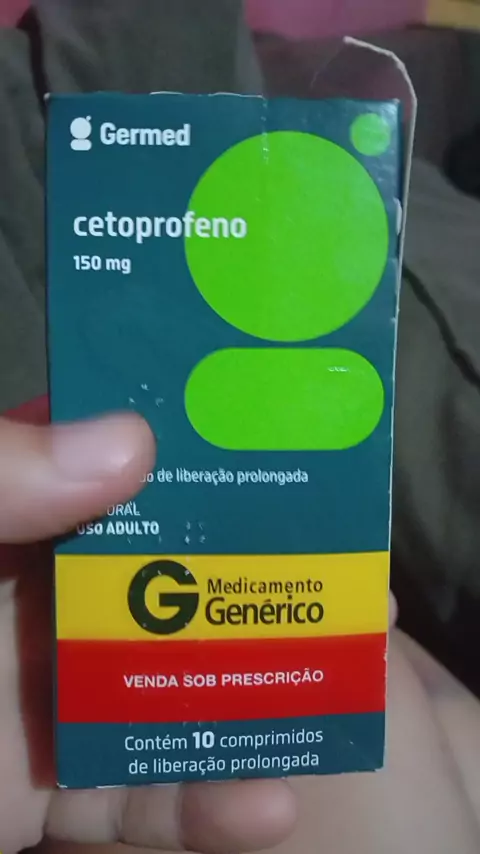 Germed
cetoprofeno
150 mg
de liberação prolongada
ORAL
USO ADULTO
G Medicamento
Genérico
VENDA SOB PRESCRIÇÃO
Contém 10 comprimidos
de liberação prolongada